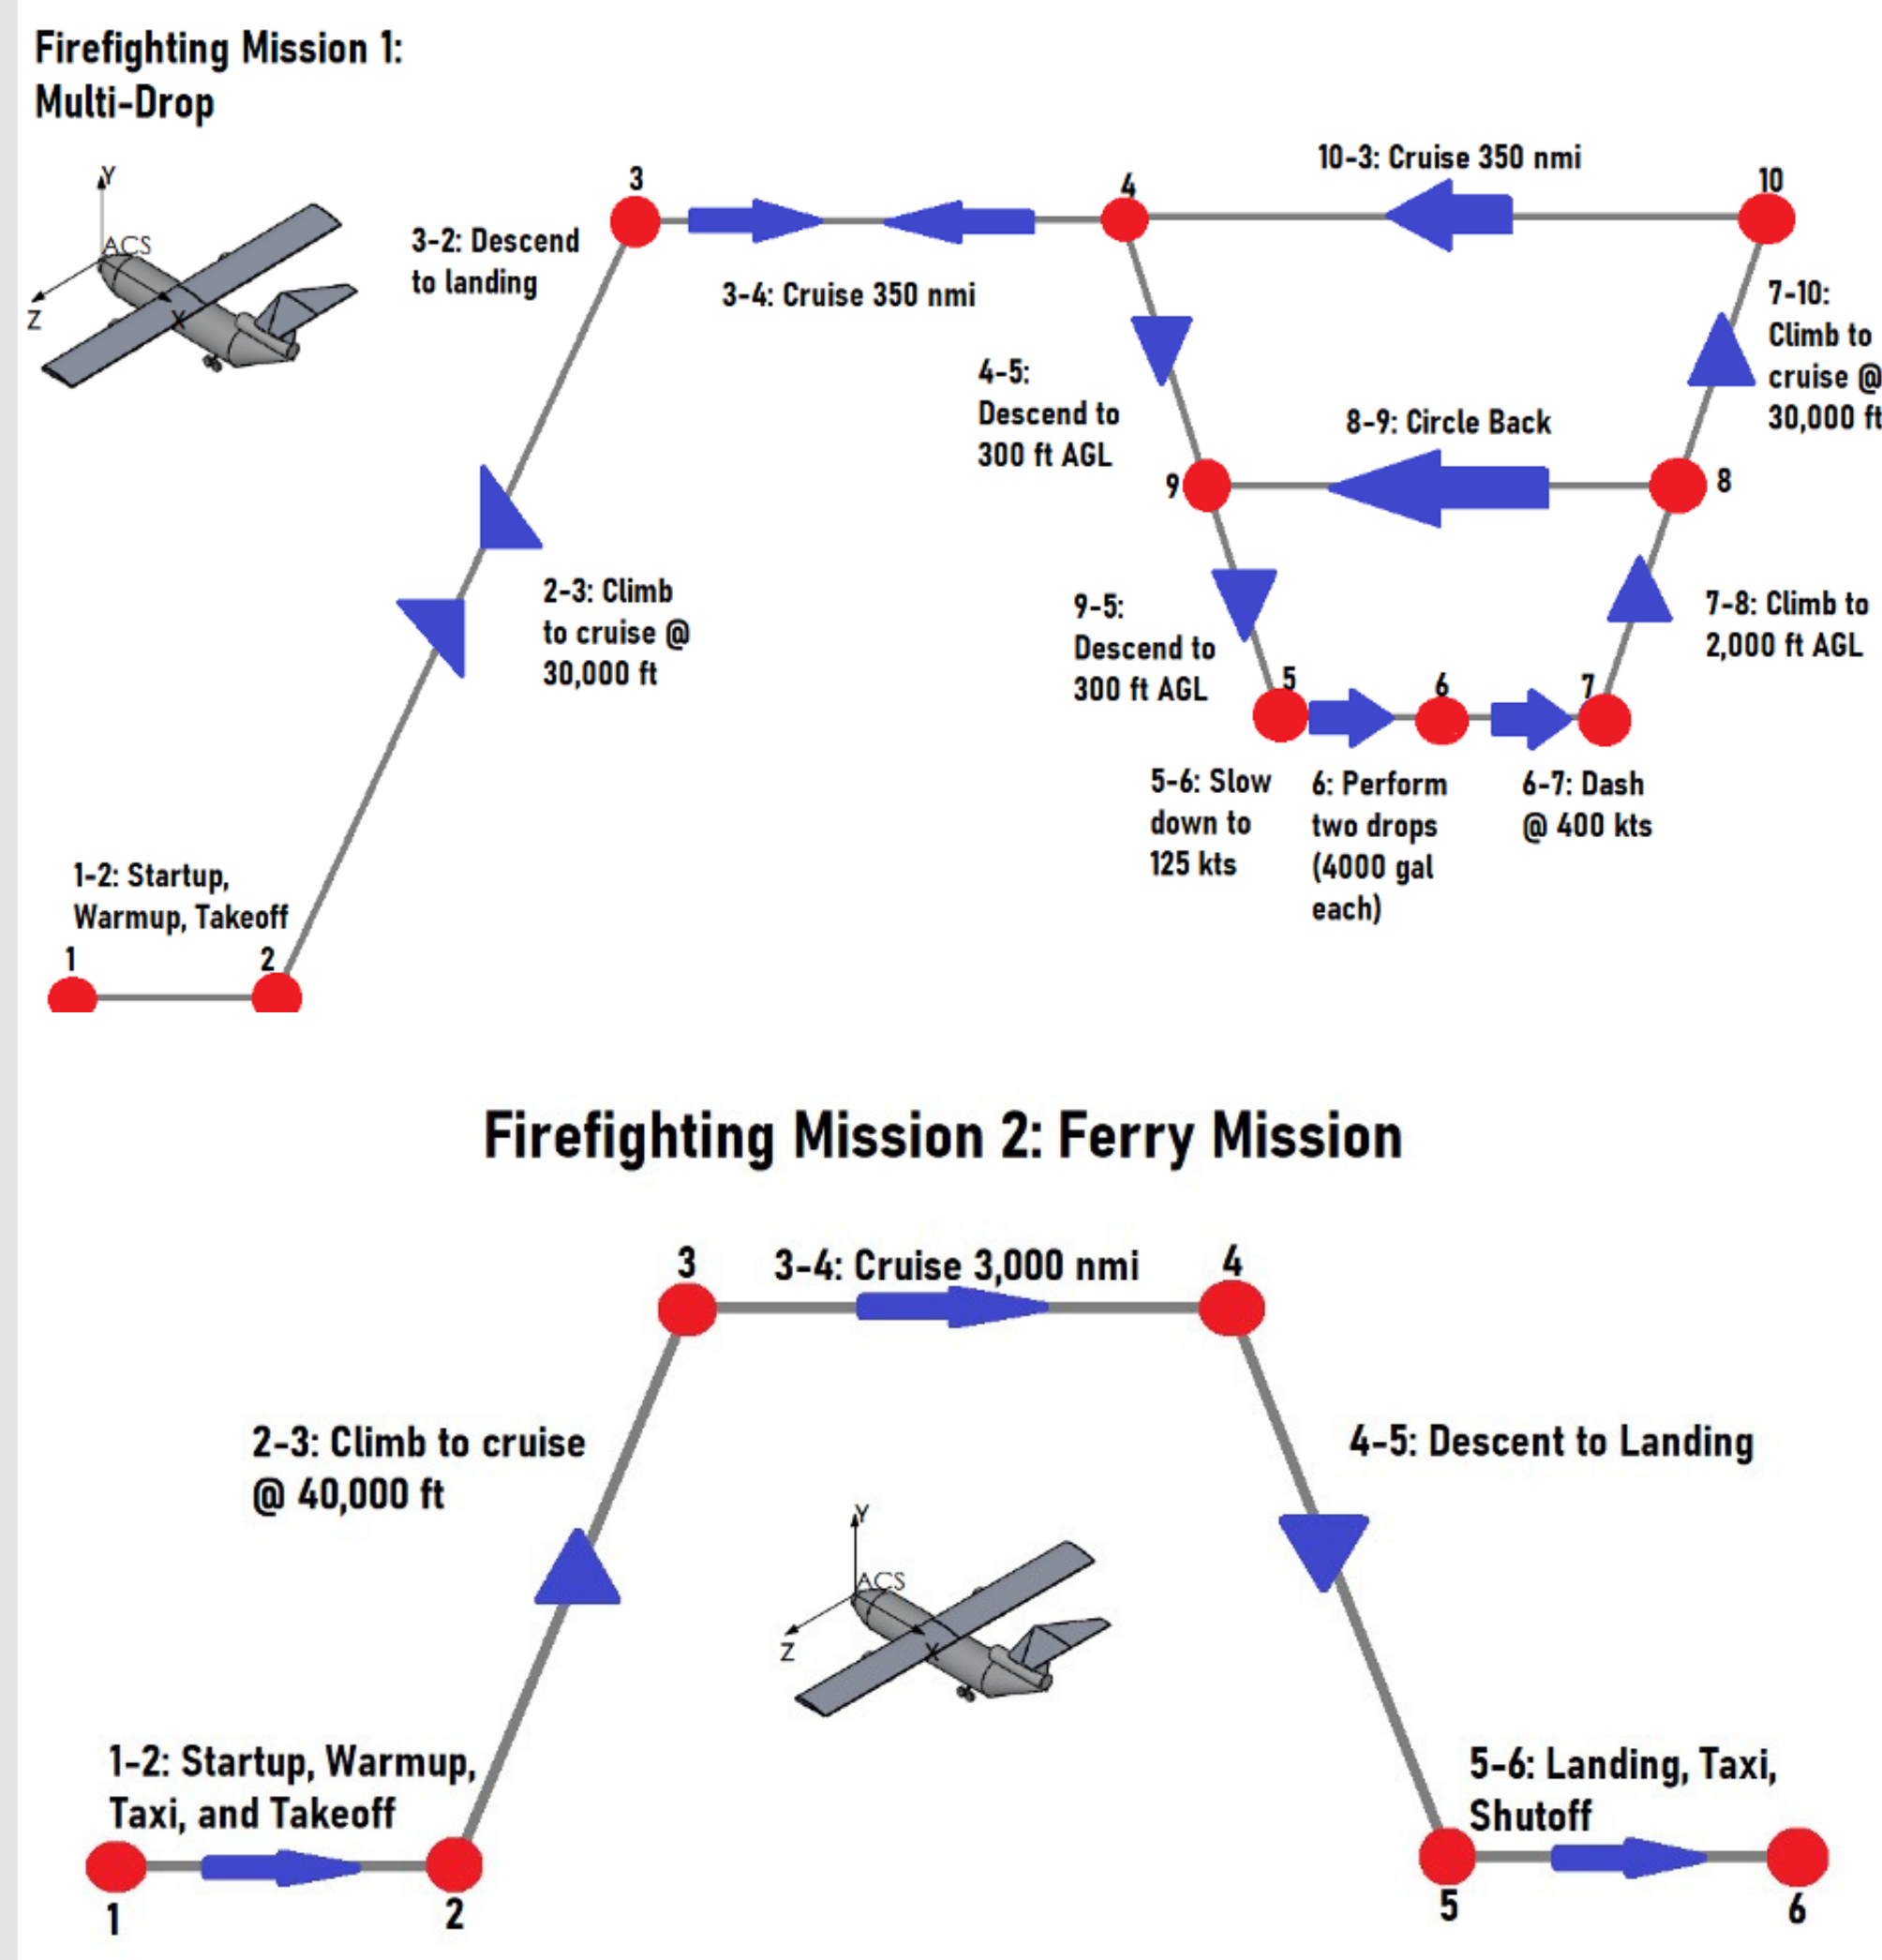 Firefighting Mission 1:
Multi-Drop
Y
ACS
Z
X
3-2: Descend
to landing
3
3-4: Cruise 350 nmi
4
10-3: Cruise 350 nmi
10
7-10:
Climb to
cruise @
30,000 ft
4-5:
Descend to
300 ft AGL
8-9: Circle Back
9
8
2-3: Climb
to cruise @
30,000 ft
9-5:
Descend to
300 ft AGL
7-8: Climb to
2,000 ft AGL
5
6
7
5-6: Slow
down to
125 kts
6: Perform
two drops
(4000 gal
each)
6-7: Dash
@ 400 kts
1-2: Startup,
Warmup, Takeoff
1
2
Firefighting Mission 2: Ferry Mission
3
3-4: Cruise 3,000 nmi
4
2-3: Climb to cruise
@ 40,000 ft
4-5: Descent to Landing
Y
ACS
Z
X
1-2: Startup, Warmup,
Taxi, and Takeoff
5-6: Landing, Taxi,
Shutoff
1
2
5
6